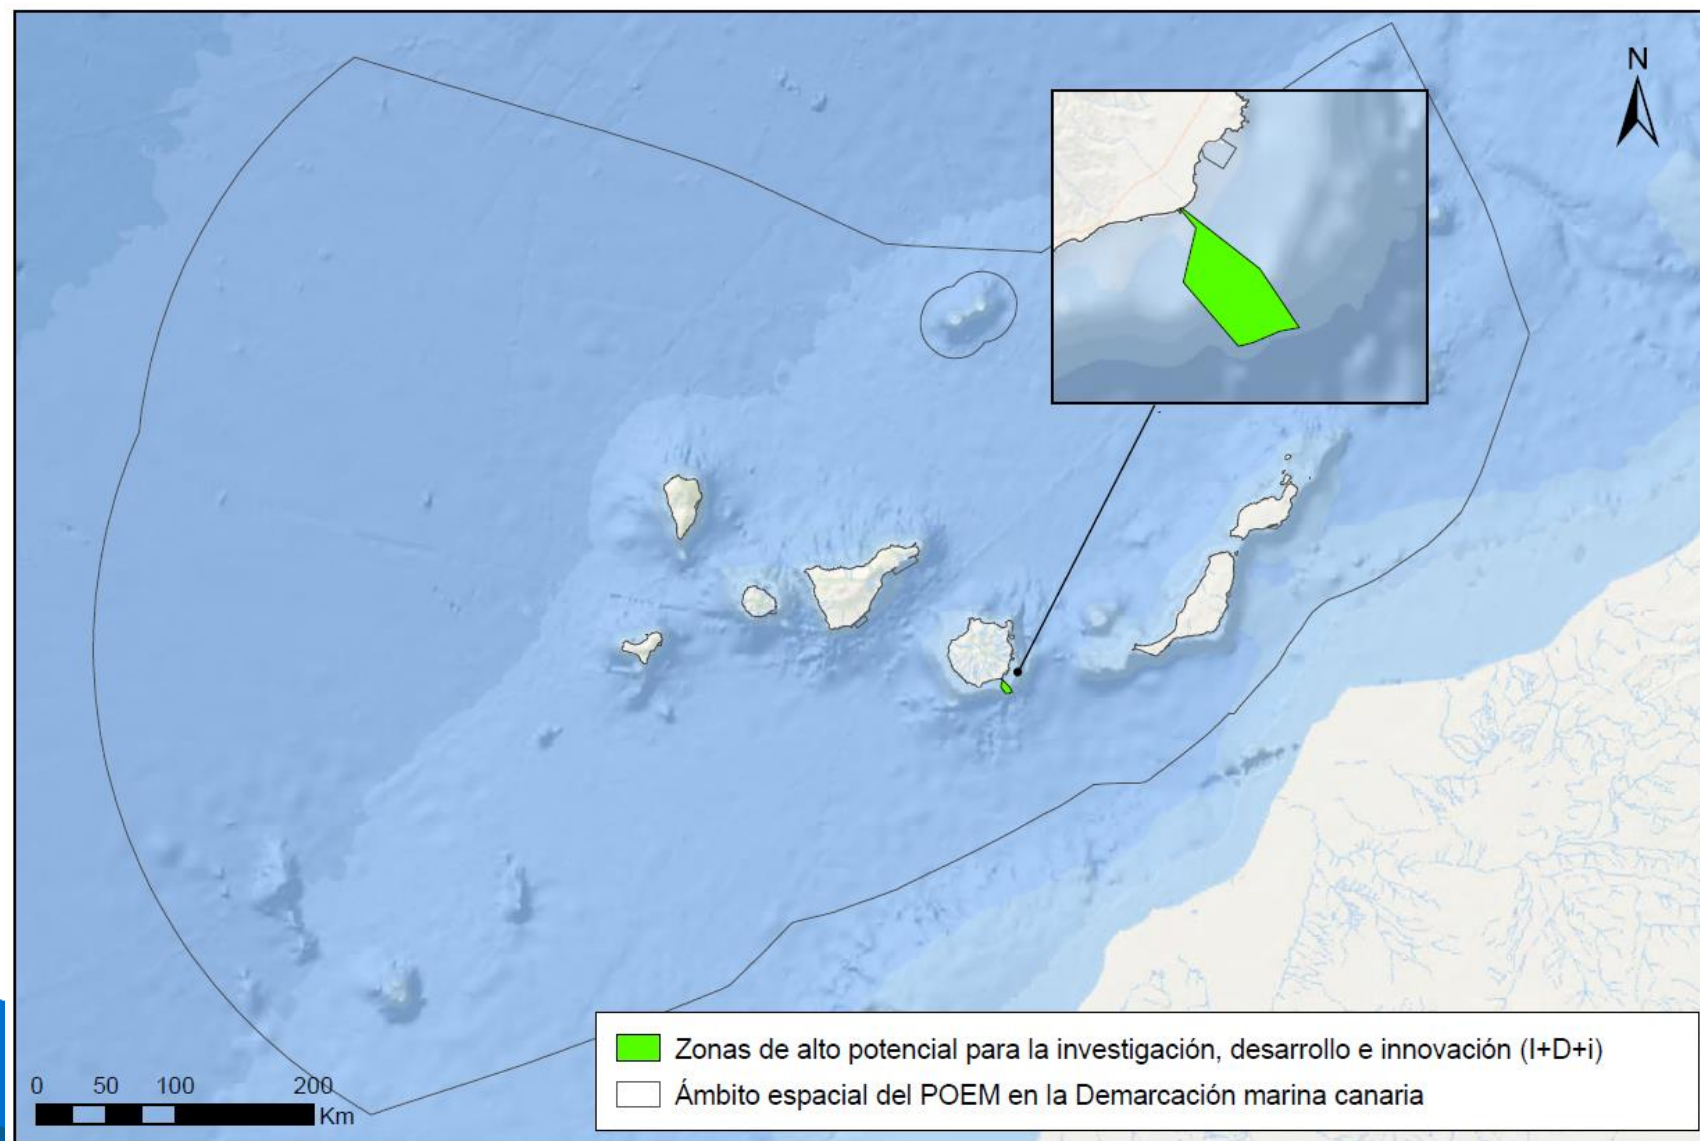 N
Zonas de alto potencial para la investigación, desarrollo e innovación (I+D+i)
Ámbito espacial del POEM en la Demarcación marina canaria
0 50 100 200
Km